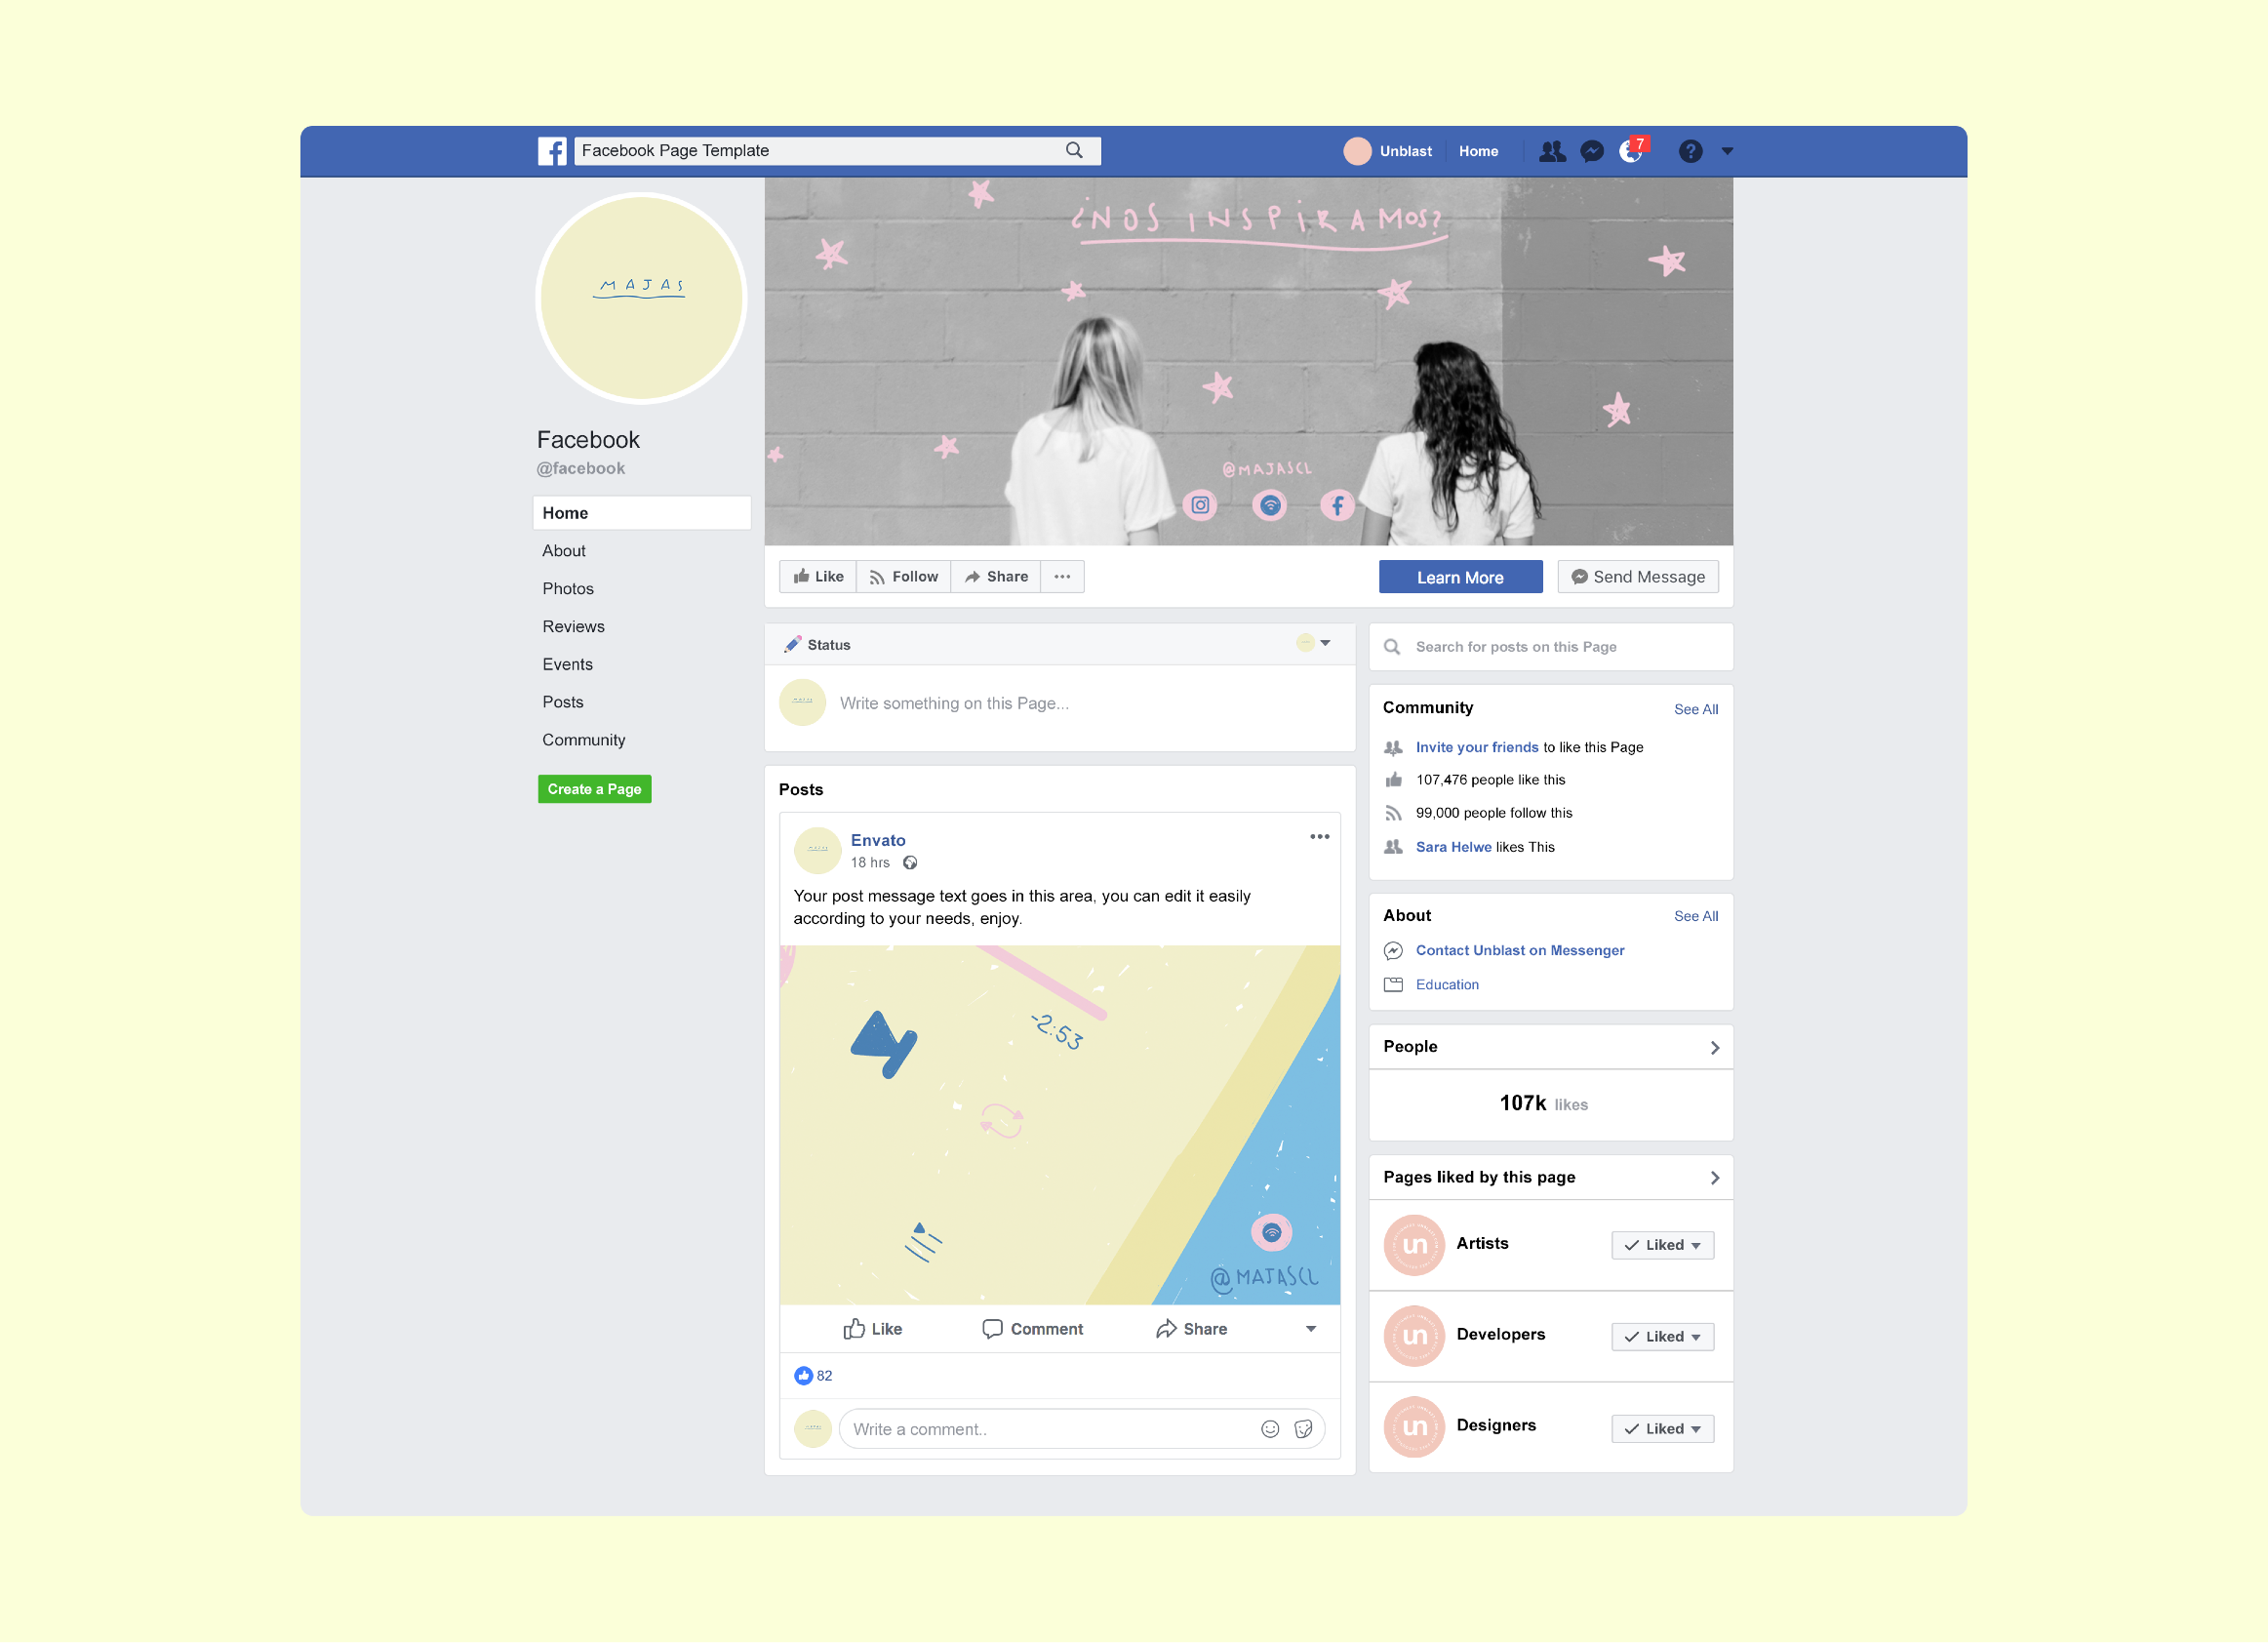 Facebook Page Template
Unblast
Home
7
?
MAJAS
Facebook
@facebook
Home
About
Photos
Reviews
Events
Posts
Community
Create a Page
¿NOS INSPIRAMOS?
@MAJASCL
Like
Follow
Share
Learn More
Send Message
Status
Write something on this Page...
Posts
Envato
18 hrs
Your post message text goes in this area, you can edit it easily
according to your needs, enjoy.
-2:53
@MAJASCL
Like
Comment
Share
82
Write a comment..
Search for posts on this Page
Community
See All
Invite your friends to like this Page
107,476 people like this
99,000 people follow this
Sara Helwe likes This
About
See All
Contact Unblast on Messenger
Education
People
107k likes
Pages liked by this page
un
Artists
Liked
un
Developers
Liked
un
Designers
Liked